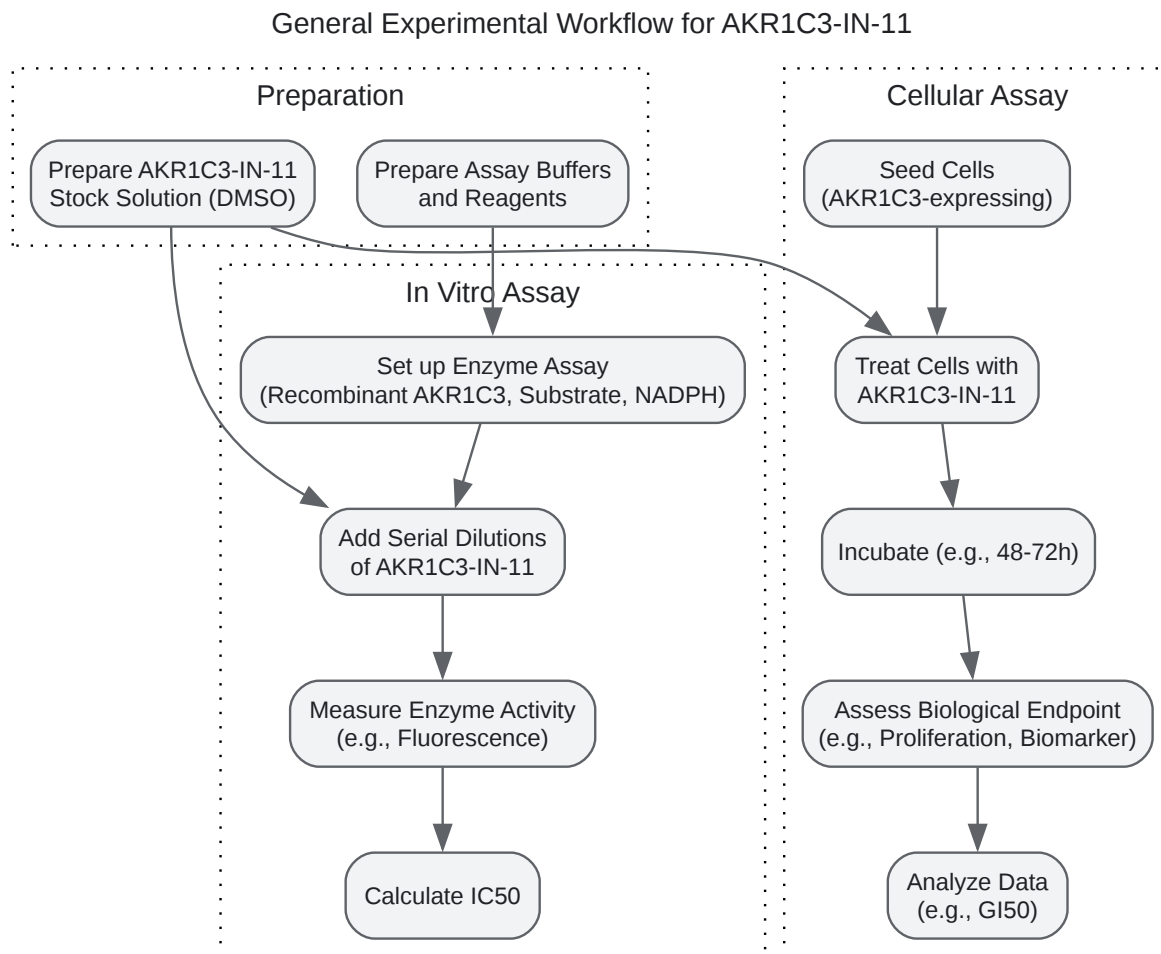 General Experimental Workflow for AKR1C3-IN-11
Preparation
Prepare AKR1C3-IN-11
Stock Solution (DMSO)
Prepare Assay Buffers
and Reagents
In Vitro Assay
Set up Enzyme Assay
(Recombinant AKR1C3, Substrate, NADPH)
Add Serial Dilutions
of AKR1C3-IN-11
Measure Enzyme Activity
(e.g., Fluorescence)
Calculate IC50
Cellular Assay
Seed Cells
(AKR1C3-expressing)
Treat Cells with
AKR1C3-IN-11
Incubate (e.g., 48-72h)
Assess Biological Endpoint
(e.g., Proliferation, Biomarker)
Analyze Data
(e.g., GI50)